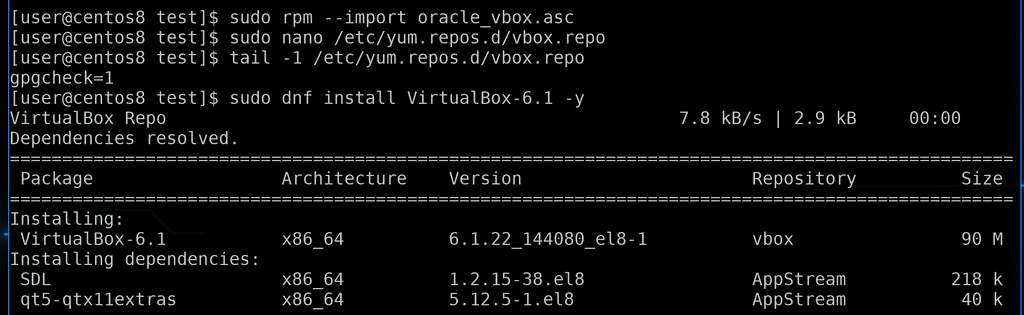 [user@centos8 test]$ sudo rpm --import oracle_vbox.asc
[user@centos8 test]$ sudo nano /etc/yum.repos.d/vbox.repo
[user@centos8 test]$ tail -1 /etc/yum.repos.d/vbox.repo
gpgcheck=1
[user@centos8 test]$ sudo dnf install VirtualBox-6.1 -y
VirtualBox Repo                                                 7.8 kB/s | 2.9 kB     00:00
Dependencies resolved.
================================================================================================
 Package                  Architecture    Version                      Repository          Size
================================================================================================
Installing:
 VirtualBox-6.1           x86_64          6.1.22_144080_el8-1          vbox                90 M
Installing dependencies:
 SDL                      x86_64          1.2.15-38.el8                AppStream          218 k
 qt5-qtx11extras          x86_64          5.12.5-1.el8                 AppStream           40 k